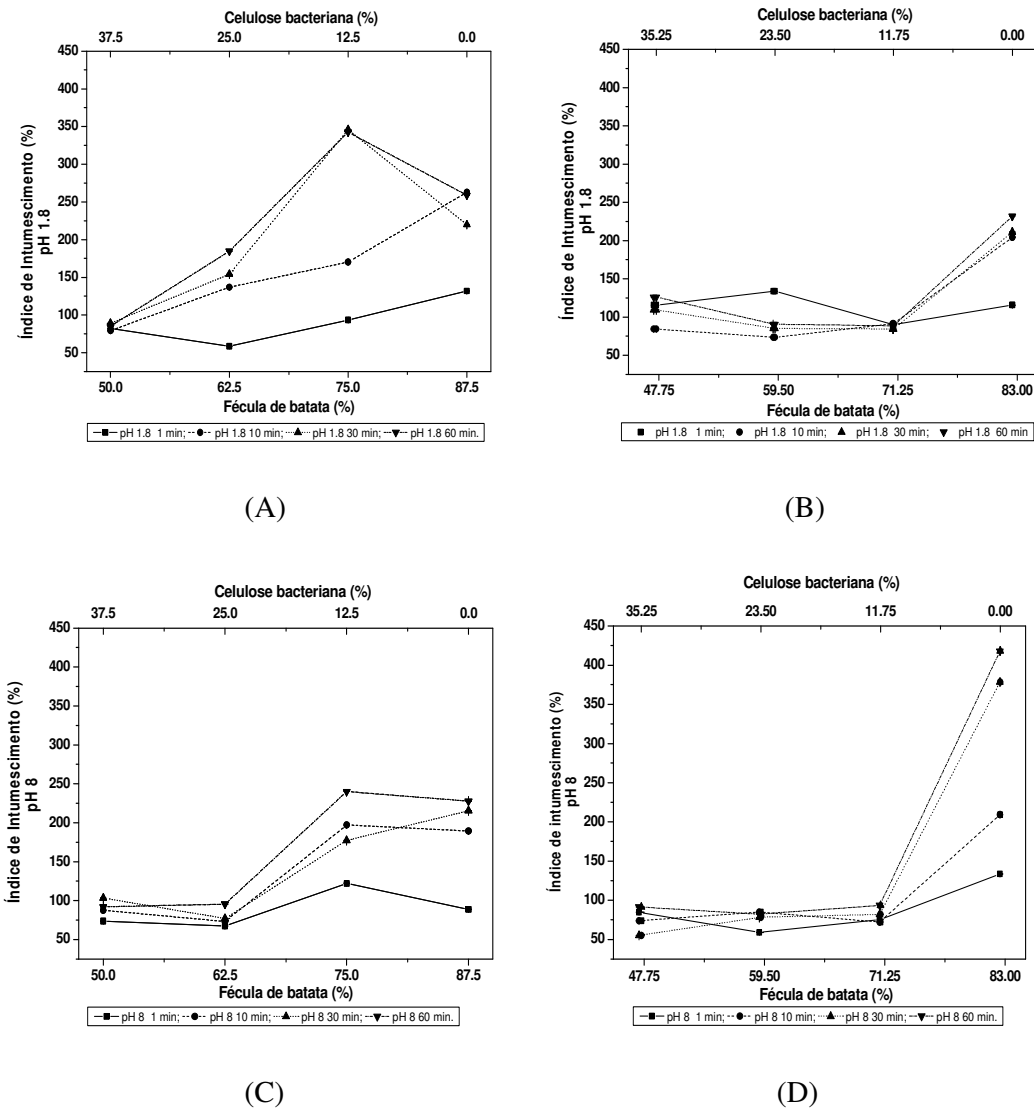 Celulose bacteriana (%)
37.5 25.0 12.5 0.0
450
400
350
300
250
200
150
100
50
Índice de Intumescimento (%)
pH 1.8
50.0 62.5 75.0 87.5
Fécula de batata (%)
pH 1.8 1 min; pH 1.8 10 min; pH 1.8 30 min; pH 1.8 60 min.
(A)
Celulose bacteriana (%)
35.25 23.50 11.75 0.00
450
400
350
300
250
200
150
100
50
Índice de Intumescimento (%)
pH 1.8
47.75 59.50 71.25 83.00
Fécula de batata (%)
pH 1.8 1 min; pH 1.8 10 min; pH 1.8 30 min; pH 1.8 60 min
(B)
Celulose bacteriana (%)
37.5 25.0 12.5 0.0
450
400
350
300
250
200
150
100
50
Índice de Intumescimento (%)
pH 8
50.0 62.5 75.0 87.5
Fécula de batata (%)
pH 8 1 min; pH 8 10 min; pH 8 30 min; pH 8 60 min.
(C)
Celulose bacteriana (%)
35.25 23.50 11.75 0.00
450
400
350
300
250
200
150
100
50
Índice de intumescimento (%)
pH 8
47.75 59.50 71.25 83.00
Fécula de batata (%)
pH 8 1 min; pH 8 10 min; pH 8 30 min; pH 8 60 min.
(D)